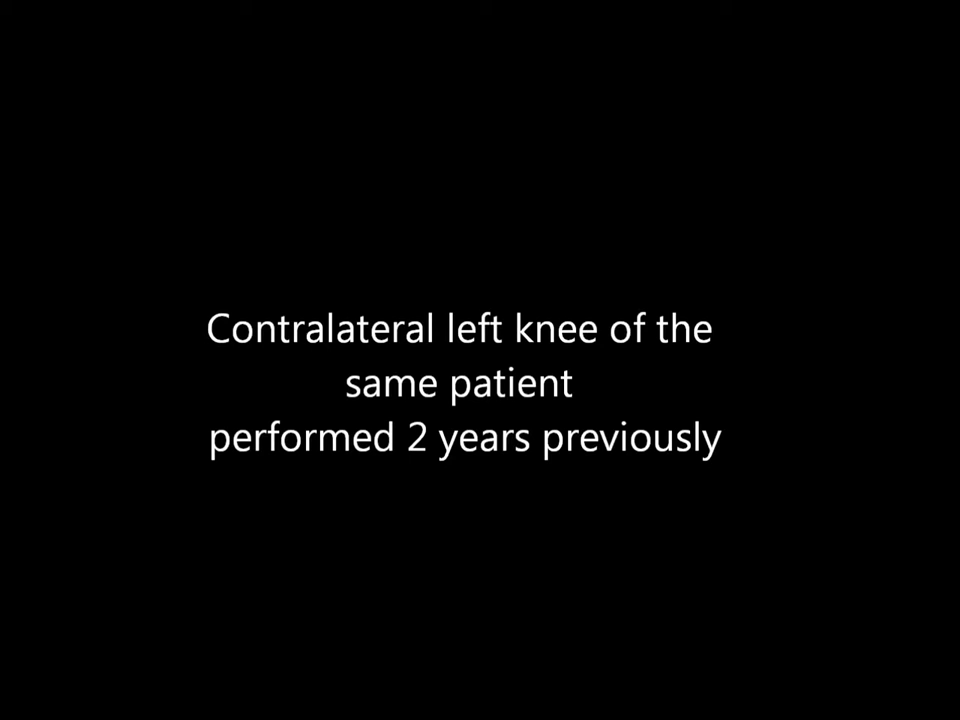 Contralateral left knee of the
same patient
performed 2 years previously